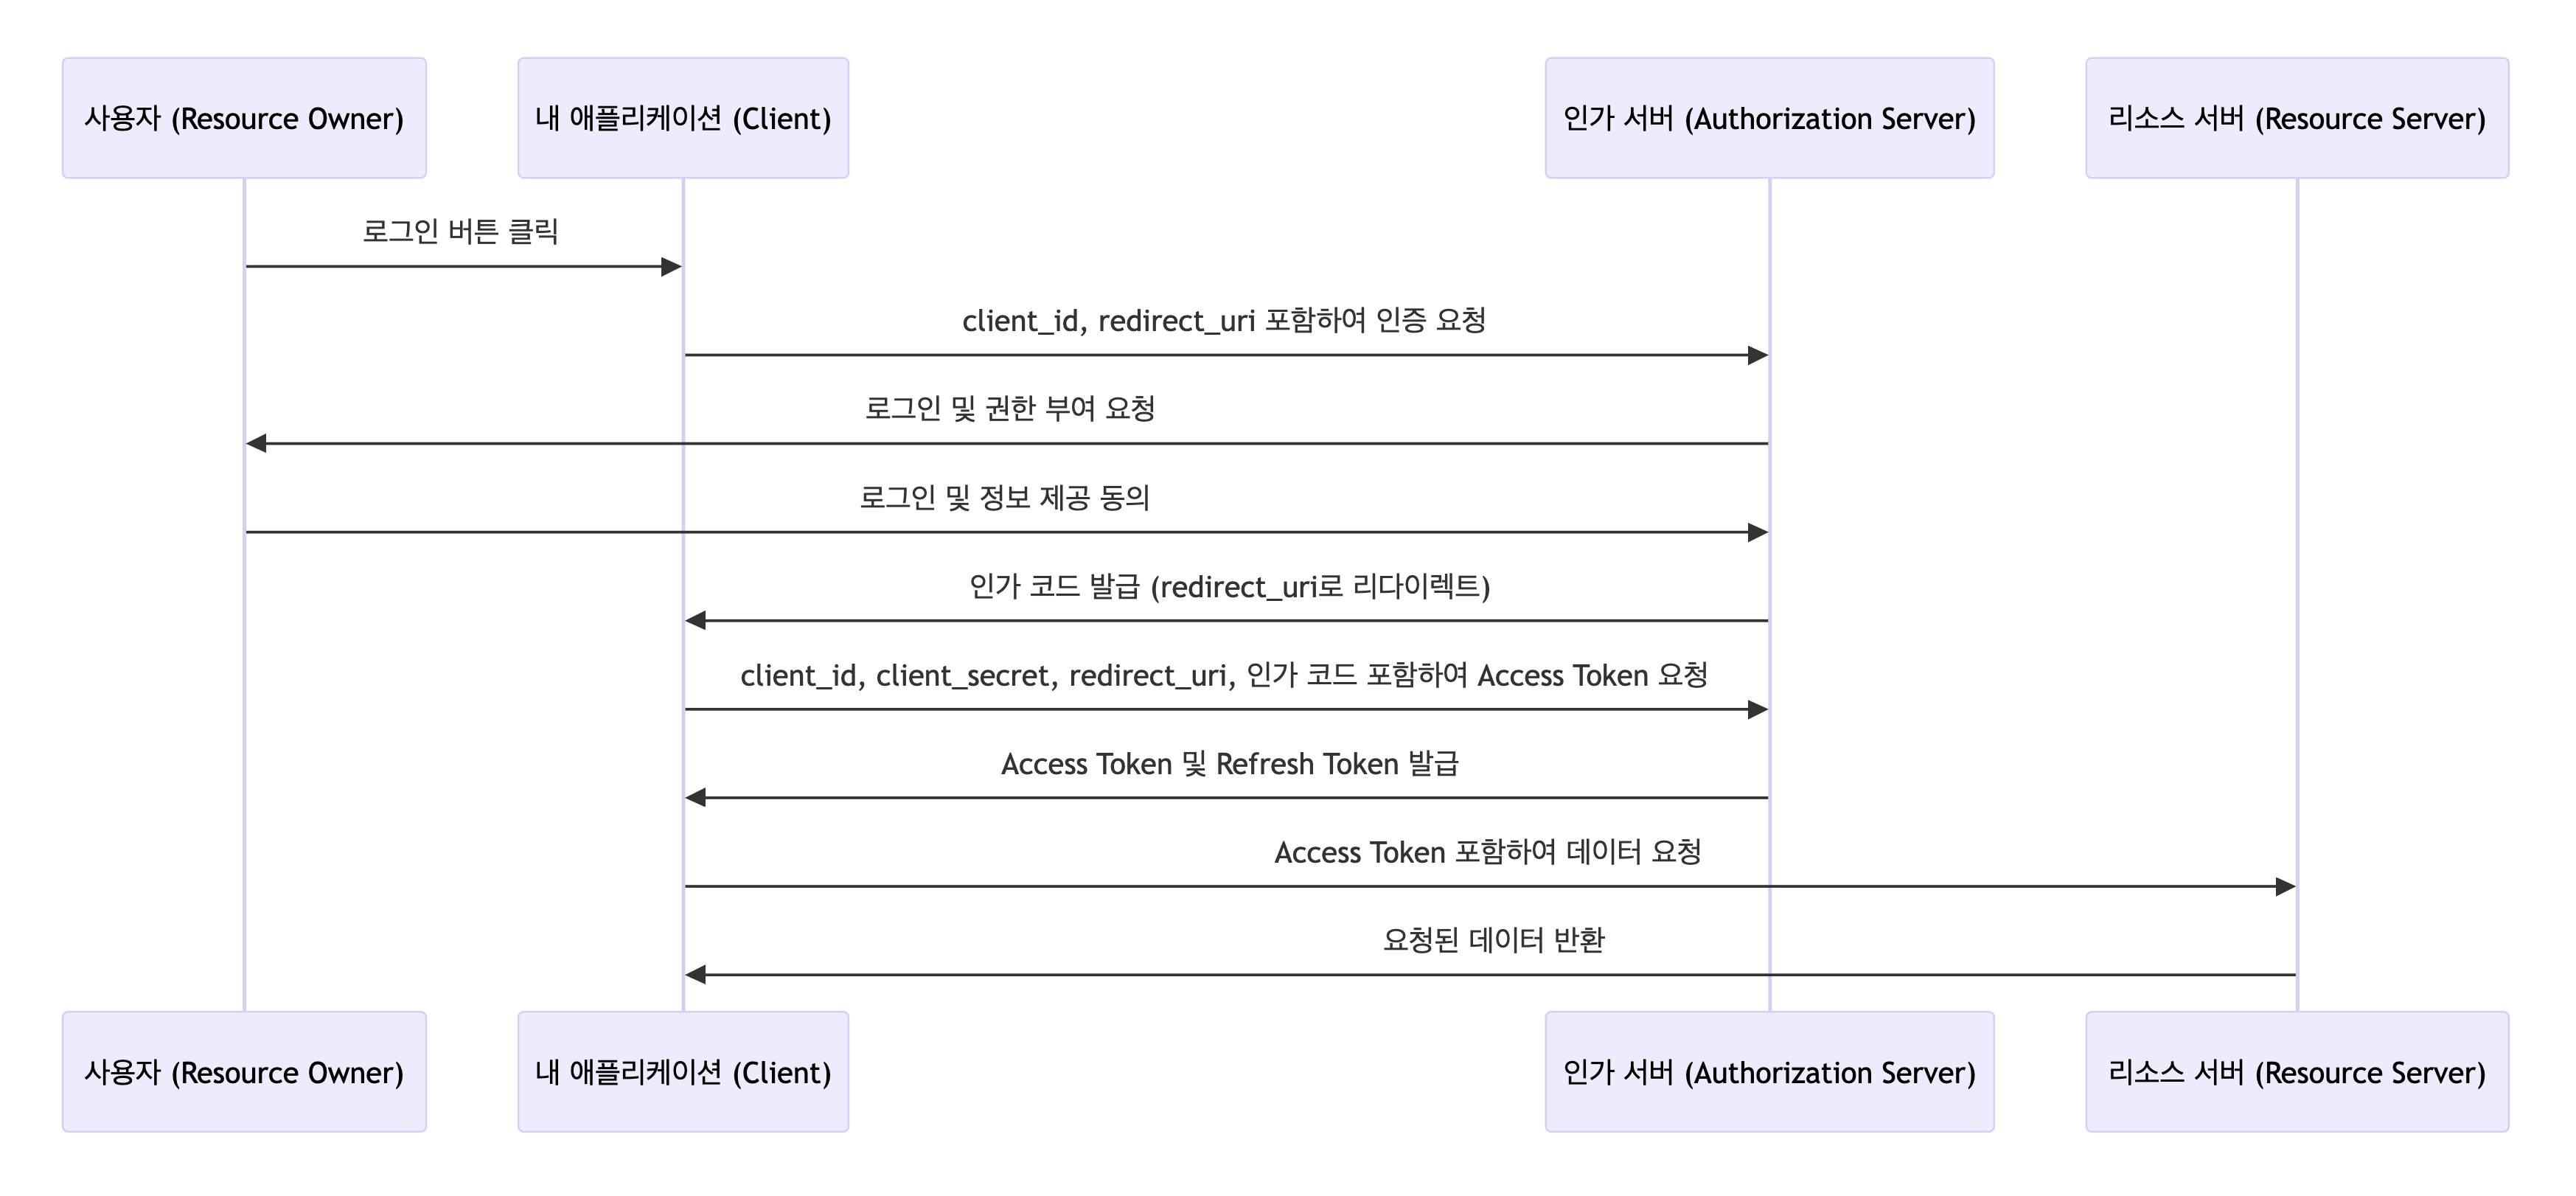 사용자 (Resource Owner)
내 애플리케이션 (Client)
인가 서버 (Authorization Server)
리소스 서버 (Resource Server)
로그인 버튼 클릭
client_id, redirect_uri 포함하여 인증 요청
로그인 및 권한 부여 요청
로그인 및 정보 제공 동의
인가 코드 발급 (redirect_uri로 리다이렉트)
client_id, client_secret, redirect_uri, 인가 코드 포함하여 Access Token 요청
Access Token 및 Refresh Token 발급
Access Token 포함하여 데이터 요청
요청된 데이터 반환
사용자 (Resource Owner)
내 애플리케이션 (Client)
인가 서버 (Authorization Server)
리소스 서버 (Resource Server)